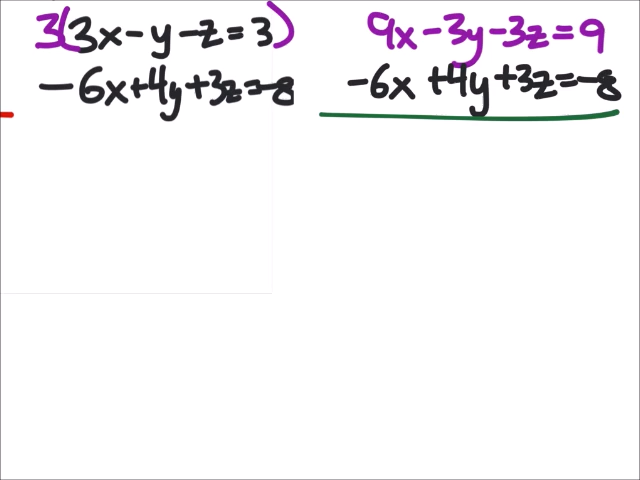 3(3x - y - z = 3)
- 6x + 4y + 3z = -8
9x - 3y - 3z = 9
- 6x + 4y + 3z = -8